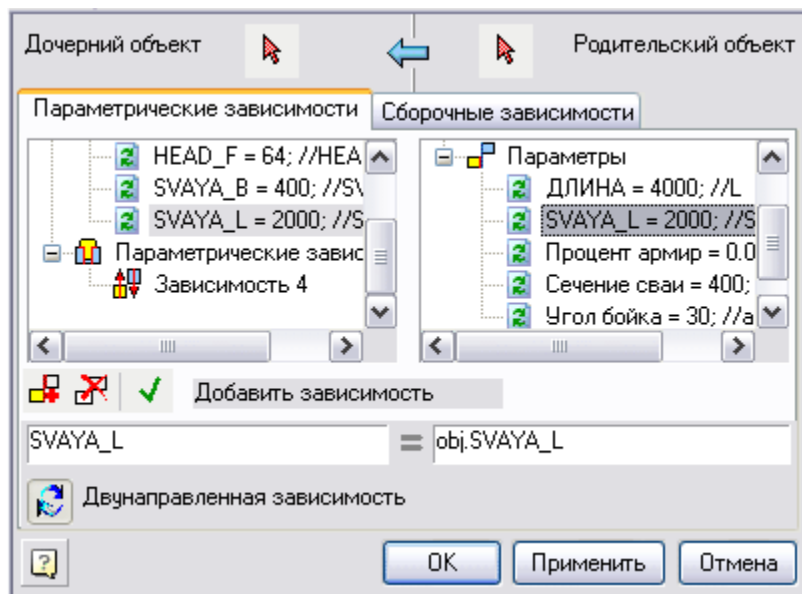 Дочерний объект
Родительский объект
Параметрические зависимости
Сборочные зависимости
HEAD_F = 64; //HEA
SVAYA_B = 400; //S\
SVAYA_L = 2000; //S
Параметрические завис
Зависимость 4
Параметры
ДЛИНА = 4000; //L
SVAYA_L = 2000; //S
Процент армир = 0.0
Сечение сваи = 400;
Угол бойка = 30; //a
Добавить зависимость
SVAYA_L = obj.SVAYA_L
Двунаправленная зависимость
? OK Применить Отмена